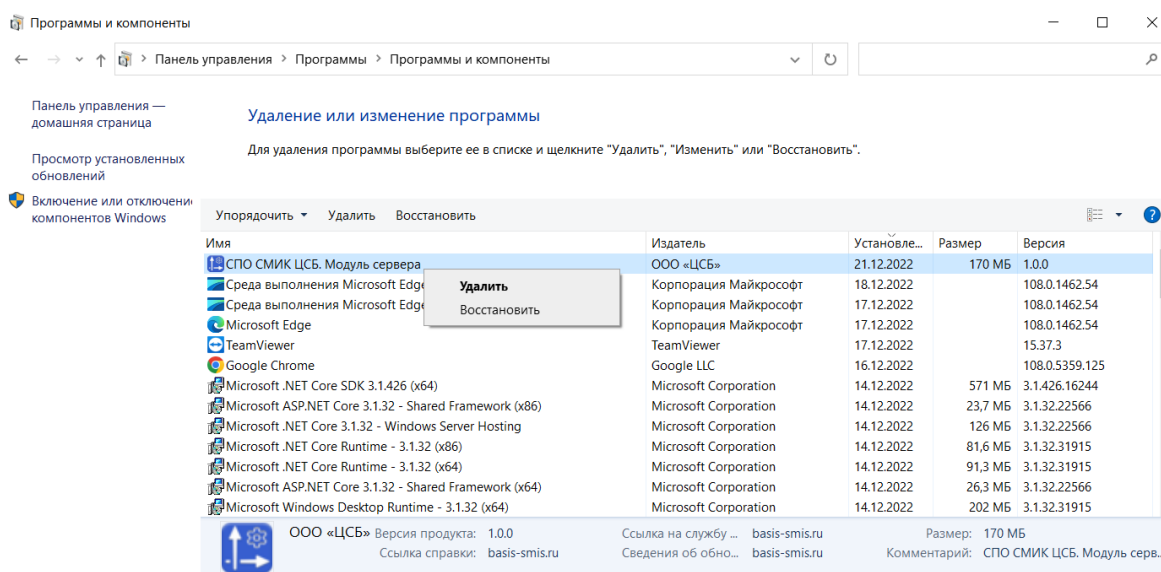 Программы и компоненты
Панель управления > Программы > Программы и компоненты
Панель управления —
домашняя страница
Просмотр установленных
обновлений
Включение или отключени
компонентов Windows
Удаление или изменение программы
Для удаления программы выберите ее в списке и щелкните "Удалить", "Изменить" или "Восстановить".
Упорядочить Удалить Восстановить
Имя Издатель Установле... Размер Версия
СПО СМИК ЦСБ. Модуль сервера ООО «ЦСБ» 21.12.2022 170 МБ 1.0.0
Среда выполнения Microsoft Edge Корпорация Майкрософт 18.12.2022 108.0.1462.54
Среда выполнения Microsoft Edge Корпорация Майкрософт 17.12.2022 108.0.1462.54
Удалить
Восстановить
Microsoft Edge Корпорация Майкрософт 17.12.2022 108.0.1462.54
TeamViewer TeamViewer 17.12.2022 15.37.3
Google Chrome Google LLC 16.12.2022 108.0.5359.125
Microsoft .NET Core SDK 3.1.426 (x64) Microsoft Corporation 14.12.2022 571 МБ 3.1.426.16244
Microsoft ASP.NET Core 3.1.32 - Shared Framework (x86) Microsoft Corporation 14.12.2022 23,7 МБ 3.1.32.22566
Microsoft .NET Core 3.1.32 - Windows Server Hosting Microsoft Corporation 14.12.2022 126 МБ 3.1.32.22566
Microsoft .NET Core Runtime - 3.1.32 (x86) Microsoft Corporation 14.12.2022 81,6 МБ 3.1.32.31915
Microsoft .NET Core Runtime - 3.1.32 (x64) Microsoft Corporation 14.12.2022 91,3 МБ 3.1.32.31915
Microsoft ASP.NET Core 3.1.32 - Shared Framework (x64) Microsoft Corporation 14.12.2022 26,3 МБ 3.1.32.22566
Microsoft Windows Desktop Runtime - 3.1.32 (x64) Microsoft Corporation 14.12.2022 202 МБ 3.1.32.31915
ООО «ЦСБ» Версия продукта: 1.0.0 Ссылка на службу ... basis-smis.ru Размер: 170 МБ
Ссылка справки: basis-smis.ru Сведения об обно... basis-smis.ru Комментарий: СПО СМИК ЦСБ. Модуль серв...